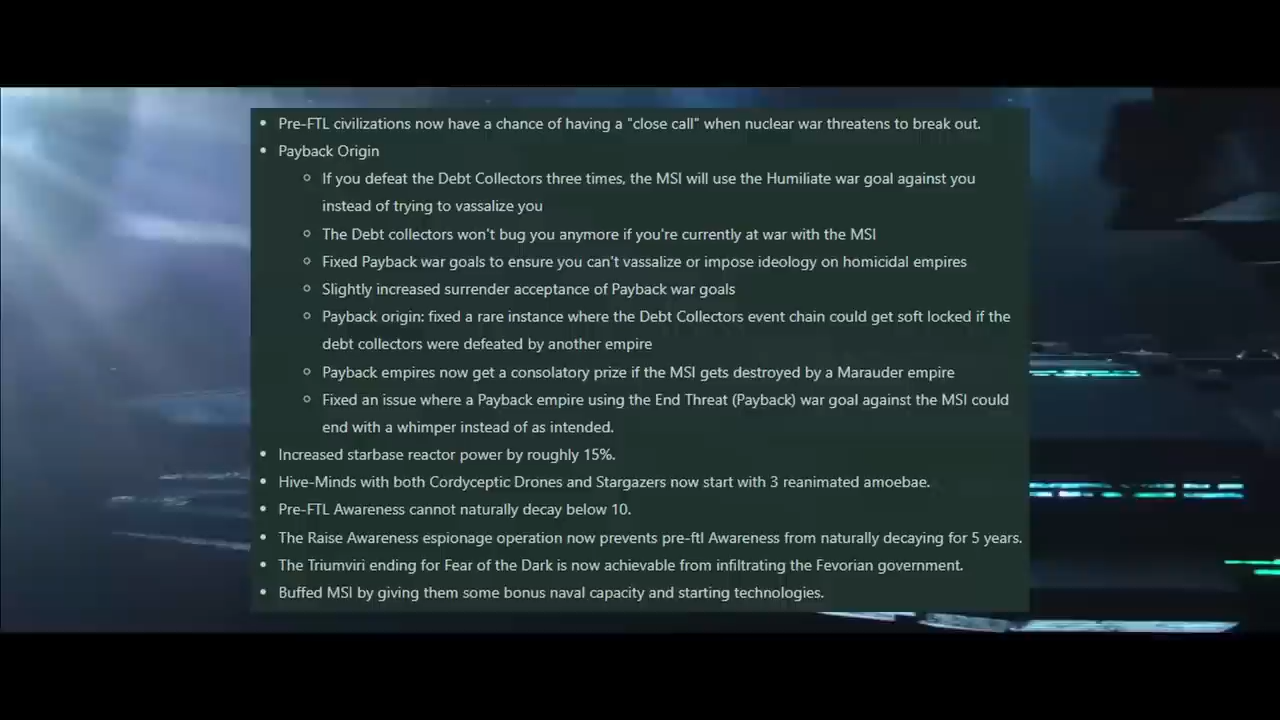 Pre-FTL civilizations now have a chance of having a "close call" when nuclear war threatens to break out.
Payback Origin
If you defeat the Debt Collectors three times, the MSI will use the Humiliate war goal against you
instead of trying to vassalize you
The Debt collectors won't bug you anymore if you're currently at war with the MSI
Fixed Payback war goals to ensure you can't vassalize or impose ideology on homicidal empires
Slightly increased surrender acceptance of Payback war goals
Payback origin: fixed a rare instance where the Debt Collectors event chain could get soft locked if the
debt collectors were defeated by another empire
Payback empires now get a consolatory prize if the MSI gets destroyed by a Marauder empire
Fixed an issue where a Payback empire using the End Threat (Payback) war goal against the MSI could
end with a whimper instead of as intended.
Increased starbase reactor power by roughly 15%.
Hive-Minds with both Cordyceptic Drones and Stargazers now start with 3 reanimated amoebae.
Pre-FTL Awareness cannot naturally decay below 10.
The Raise Awareness espionage operation now prevents pre-ftl Awareness from naturally decaying for 5 years.
The Triumviri ending for Fear of the Dark is now achievable from infiltrating the Fevorian government.
Buffed MSI by giving them some bonus naval capacity and starting technologies.